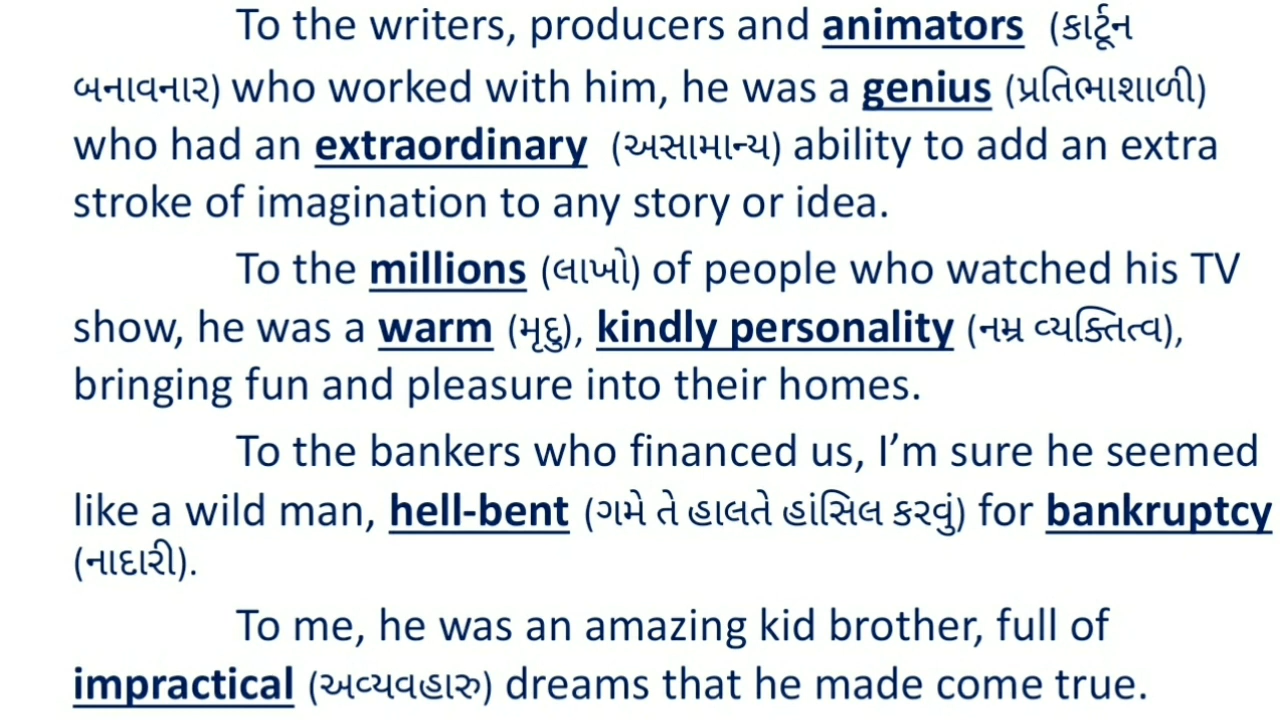 To the writers, producers and animators (કાર્ટૂન
બનાવનાર) who worked with him, he was a genius (પ્રતિભાશાળી)
who had an extraordinary (અસામાન્ય) ability to add an extra
stroke of imagination to any story or idea.
To the millions (લાખો) of people who watched his TV
show, he was a warm (મૃદુ), kindly personality (નમ્ર વ્યક્તિત્વ),
bringing fun and pleasure into their homes.
To the bankers who financed us, I’m sure he seemed
like a wild man, hell-bent (ગમે તે હાલતે હાંસિલ કરવું) for bankruptcy
(નાદારી).
To me, he was an amazing kid brother, full of
impractical (અવ્યવહારુ) dreams that he made come true.